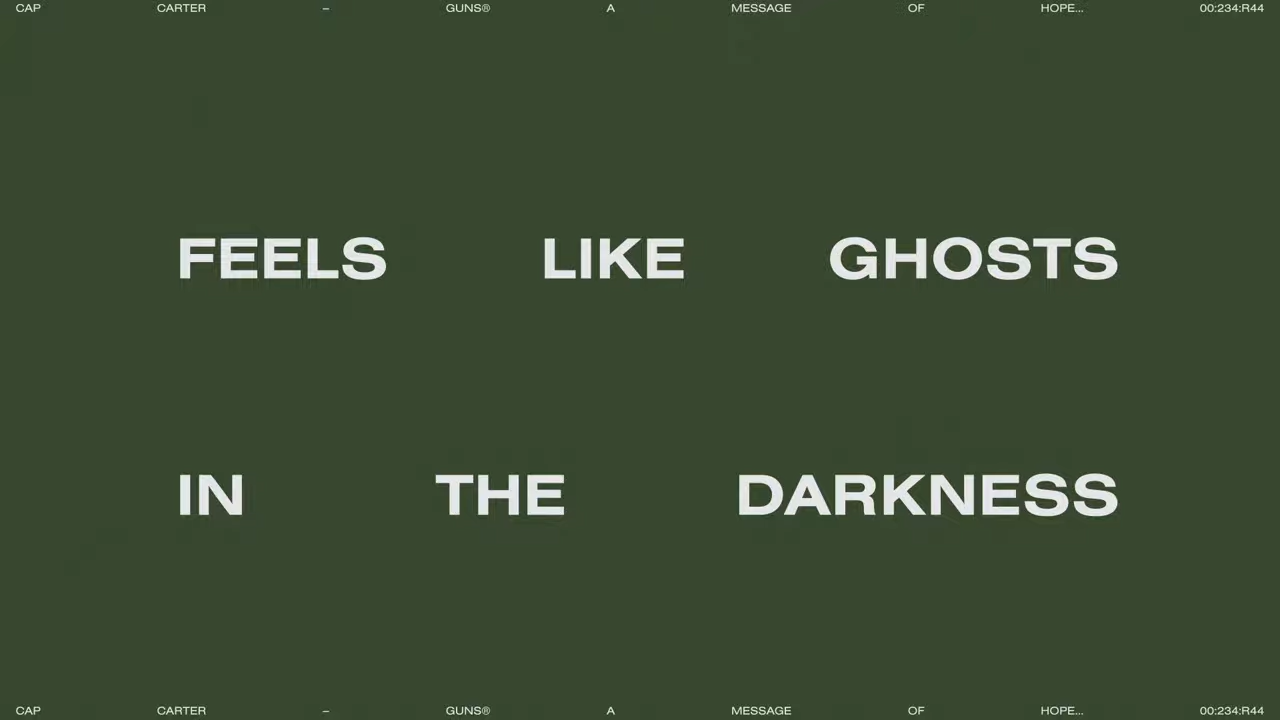 CAP CARTER – GUNS® A MESSAGE OF HOPE... 00:234:R44
FEELS LIKE GHOSTS
IN THE DARKNESS
CAP CARTER – GUNS® A MESSAGE OF HOPE... 00:234:R44